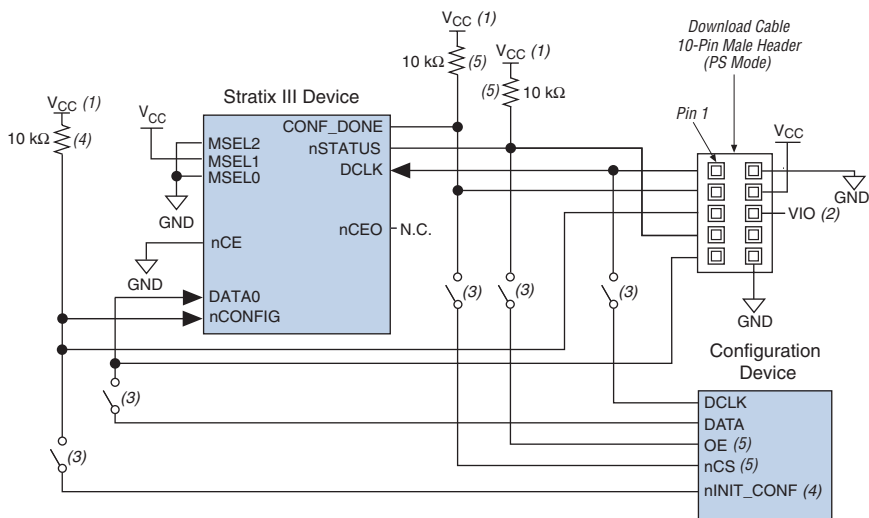 VCC (1)
10 kΩ (5)
VCC (1)
(5) 10 kΩ
Download Cable
10-Pin Male Header
(PS Mode)
Pin 1
VCC
GND
VIO (2)
GND
VCC (1)
10 kΩ (4)
VCC
Stratix III Device
MSEL2
MSEL1
MSEL0
GND
nCE
GND
DATA0
nCONFIG
CONF_DONE
nSTATUS
DCLK
nCEO
N.C.
(3)
(3)
(3)
(3)
(3)
Configuration
Device
DCLK
DATA
OE (5)
nCS (5)
nINIT_CONF (4)